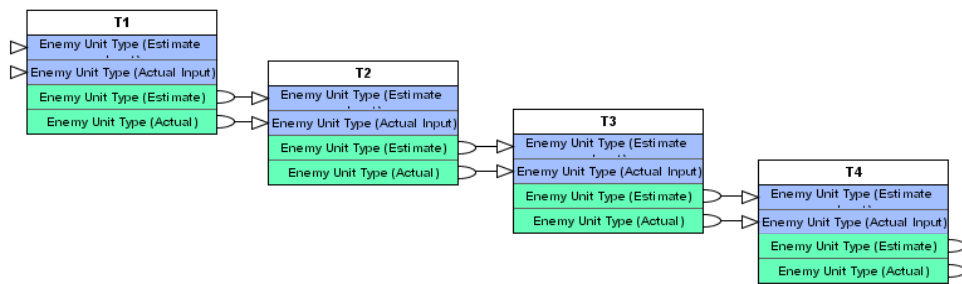 T1
Enemy Unit Type (Estimate
Enemy Unit Type (Actual Input)
Enemy Unit Type (Estimate)
Enemy Unit Type (Actual)
T2
Enemy Unit Type (Estimate
Enemy Unit Type (Actual Input)
Enemy Unit Type (Estimate)
Enemy Unit Type (Actual)
T3
Enemy Unit Type (Estimate
Enemy Unit Type (Actual Input)
Enemy Unit Type (Estimate)
Enemy Unit Type (Actual)
T4
Enemy Unit Type (Estimate
Enemy Unit Type (Actual Input)
Enemy Unit Type (Estimate)
Enemy Unit Type (Actual)